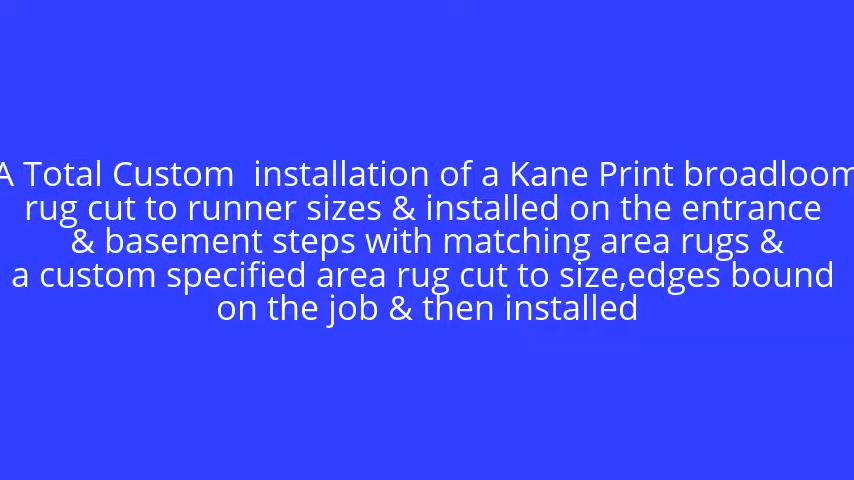 A Total Custom  installation of a Kane Print broadloom
rug cut to runner sizes & installed on the entrance
& basement steps with matching area rugs &
a custom specified area rug cut to size,edges bound
on the job & then installed